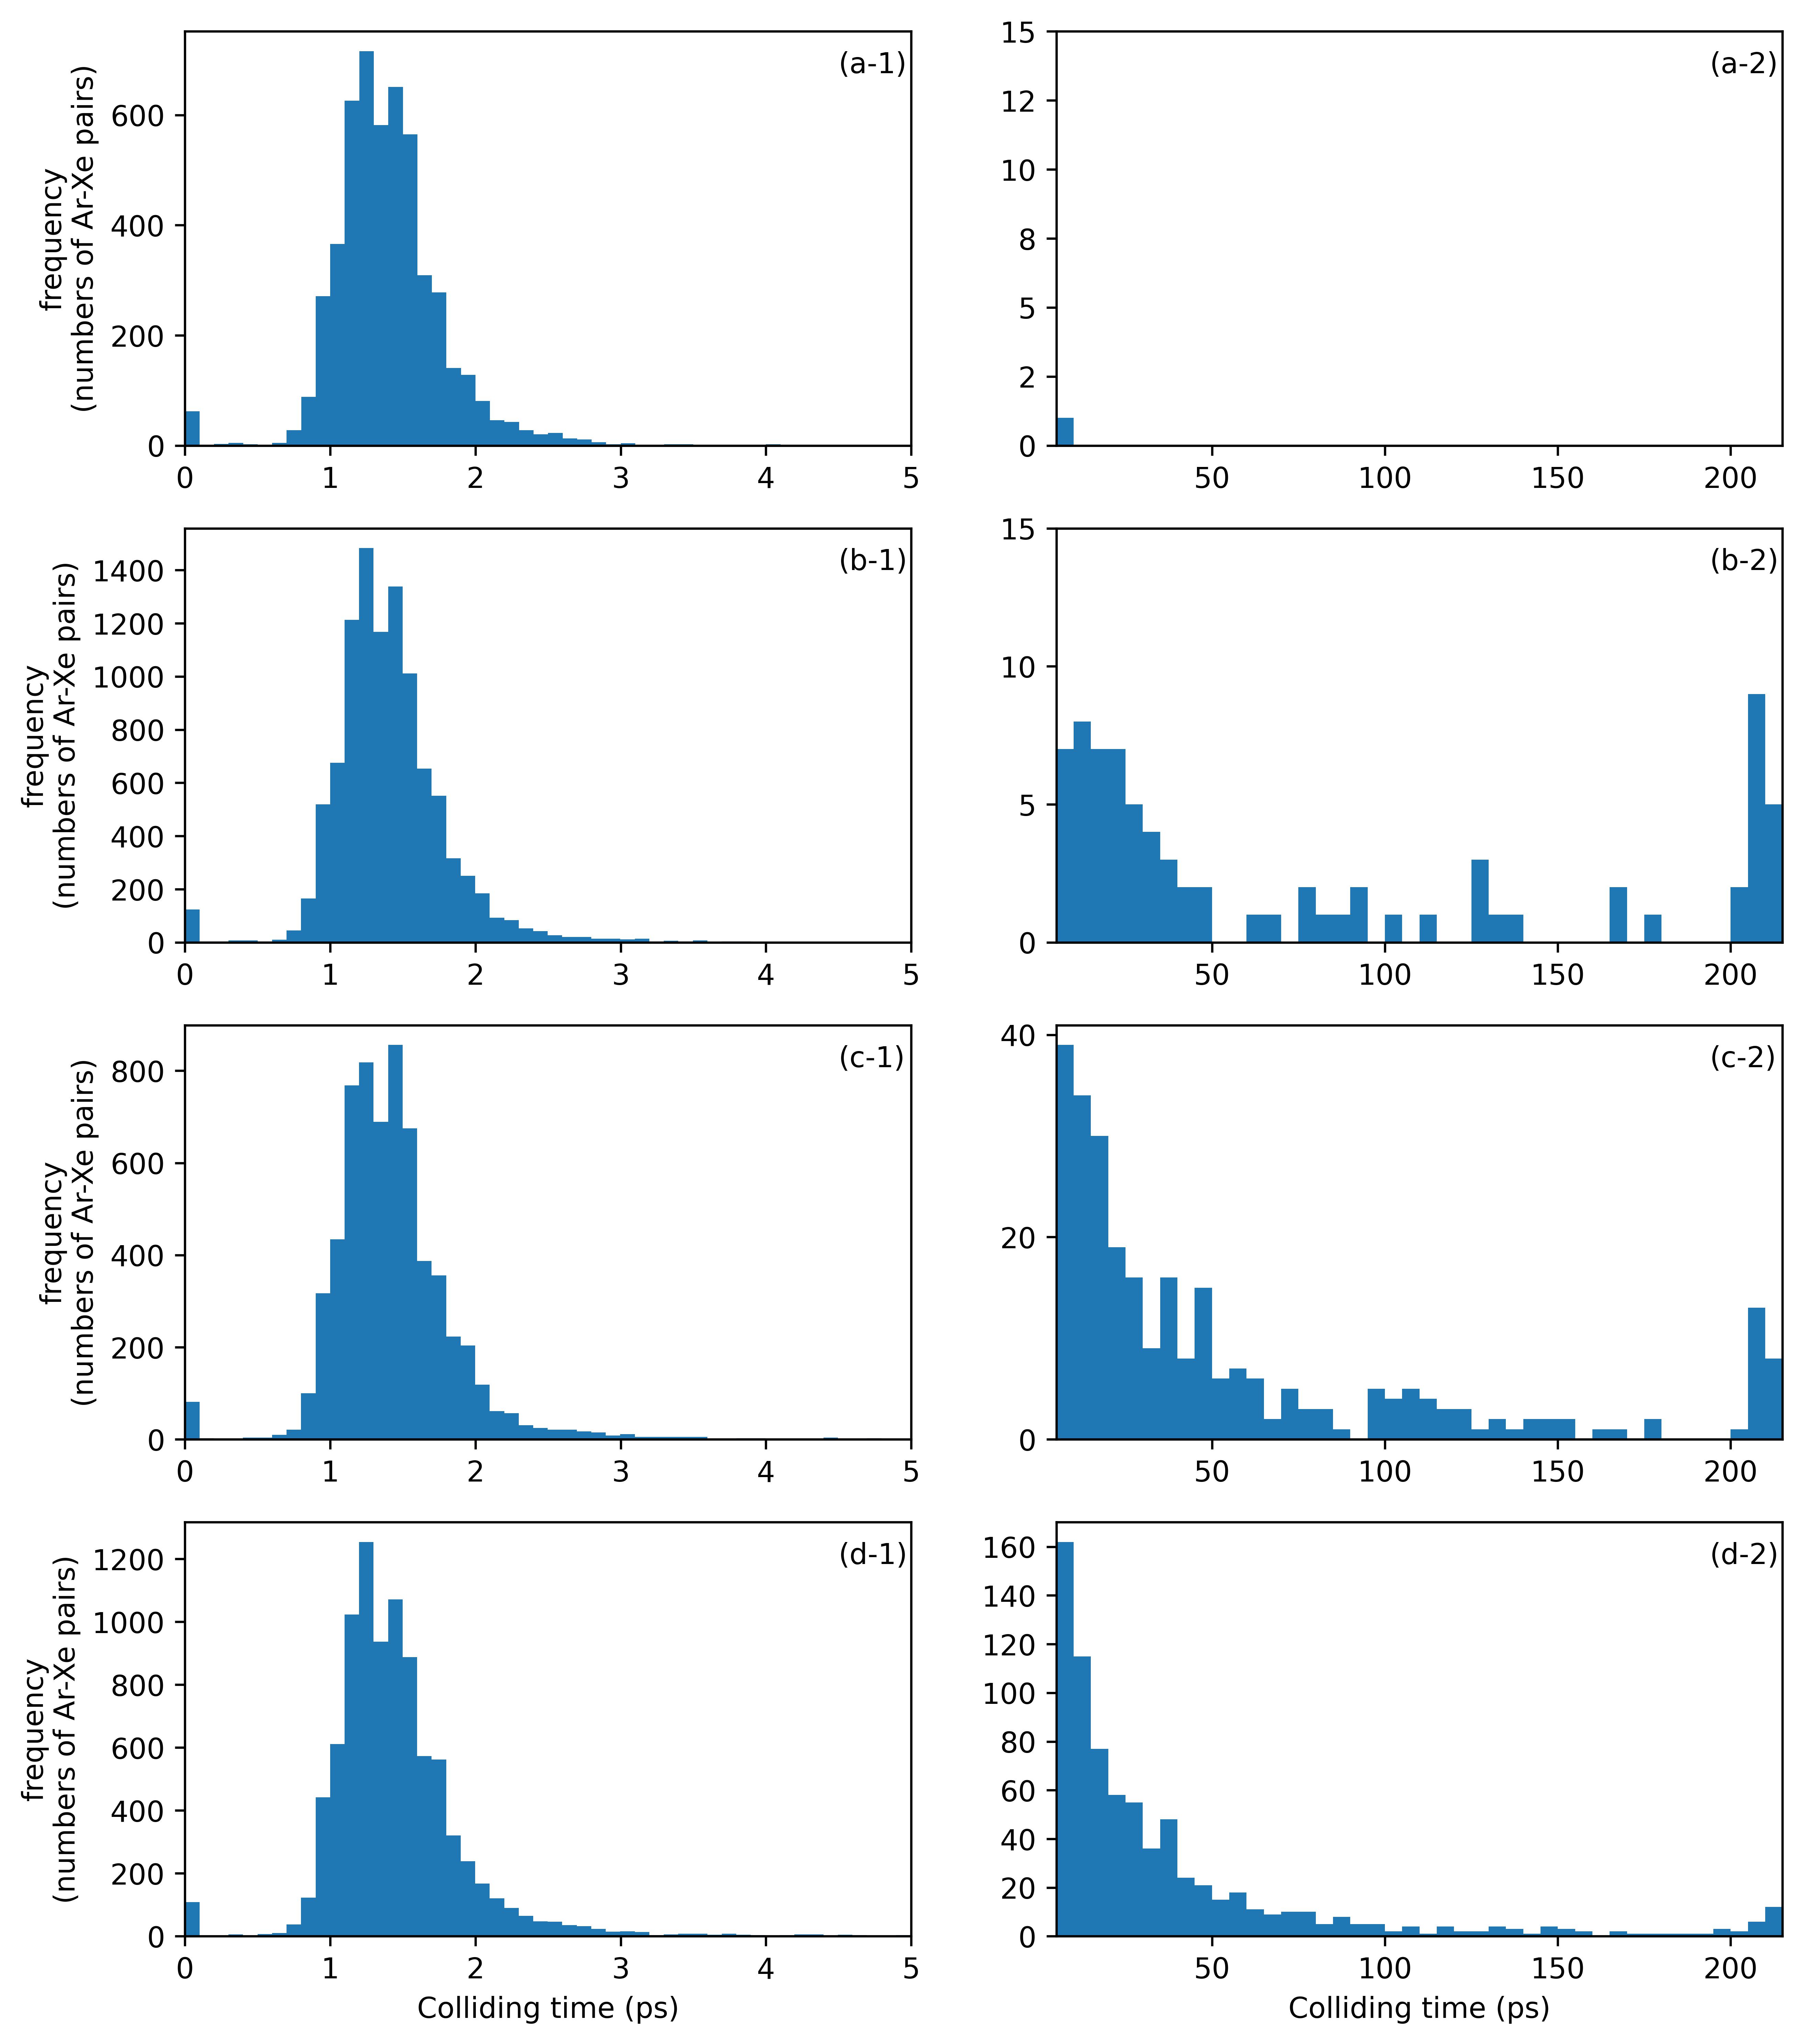 frequency
(numbers of Ar-Xe pairs)
600
400
200
0
0 1 2 3 4 5
(a-1)
15
12
10
8
5
2
0
50 100 150 200
(a-2)
frequency
(numbers of Ar-Xe pairs)
1400
1200
1000
800
600
400
200
0
0 1 2 3 4 5
(b-1)
15
10
5
0
50 100 150 200
(b-2)
frequency
(numbers of Ar-Xe pairs)
800
600
400
200
0
0 1 2 3 4 5
(c-1)
40
20
0
50 100 150 200
(c-2)
frequency
(numbers of Ar-Xe pairs)
1200
1000
800
600
400
200
0
0 1 2 3 4 5
Colliding time (ps)
(d-1)
160
140
120
100
80
60
40
20
0
50 100 150 200
Colliding time (ps)
(d-2)